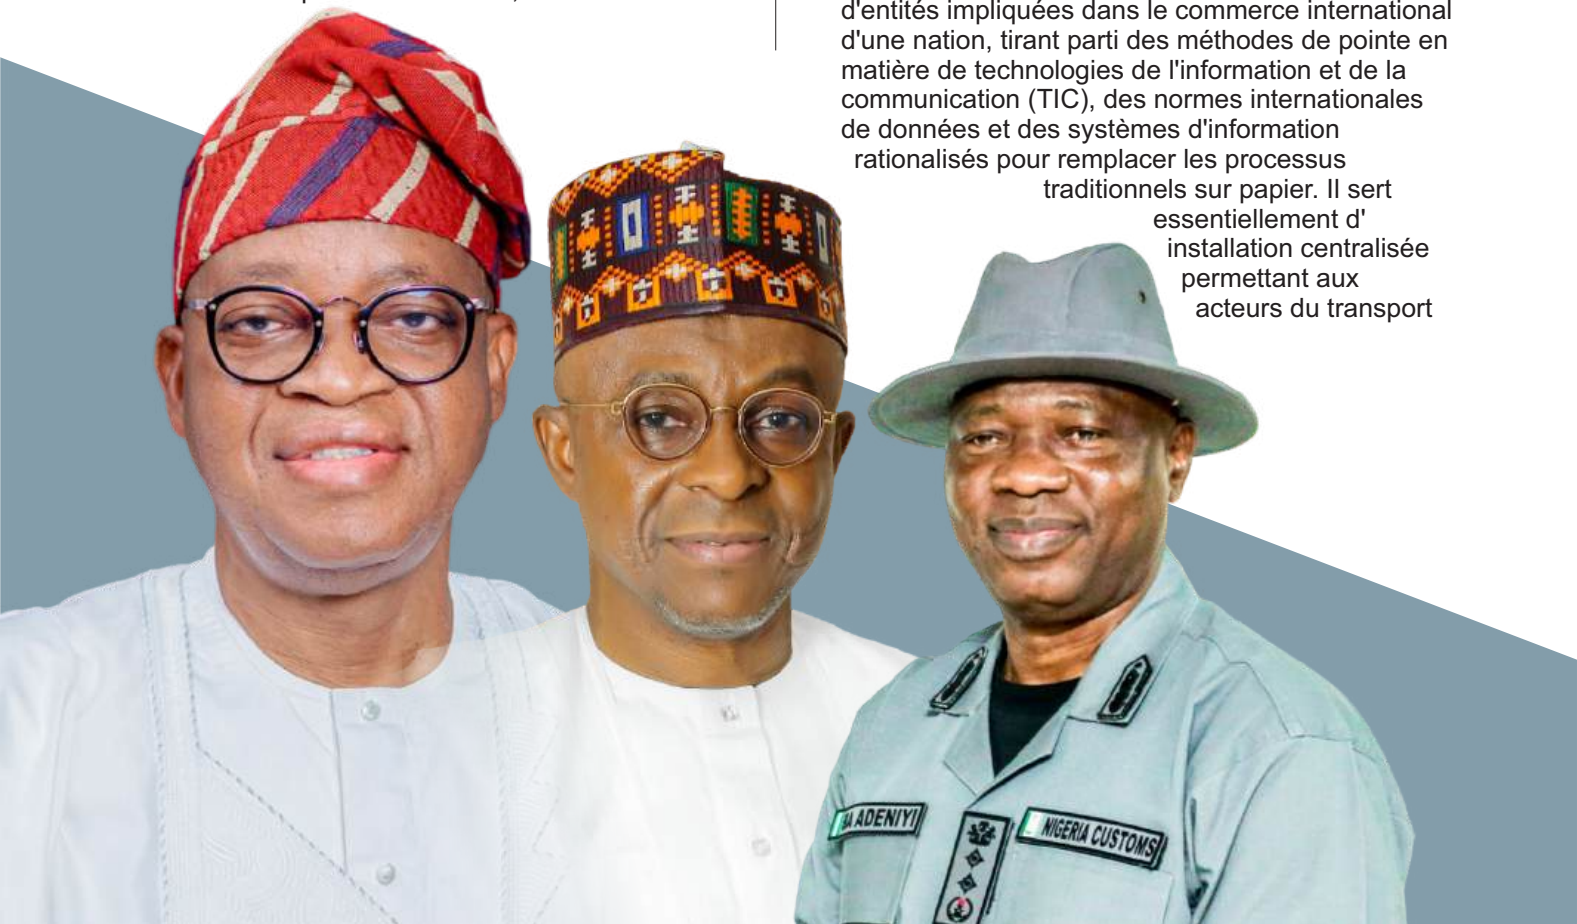 d'entités impliquées dans le commerce international
d'une nation, tirant parti des méthodes de pointe en
matière de technologies de l'information et de la
communication (TIC), des normes internationales
de données et des systèmes d'information
rationalisés pour remplacer les processus
traditionnels sur papier. Il sert
essentiellement d'
installation centralisée
permettant aux
acteurs du transport
BA ADENIYI
NIGERIA CUSTOMS